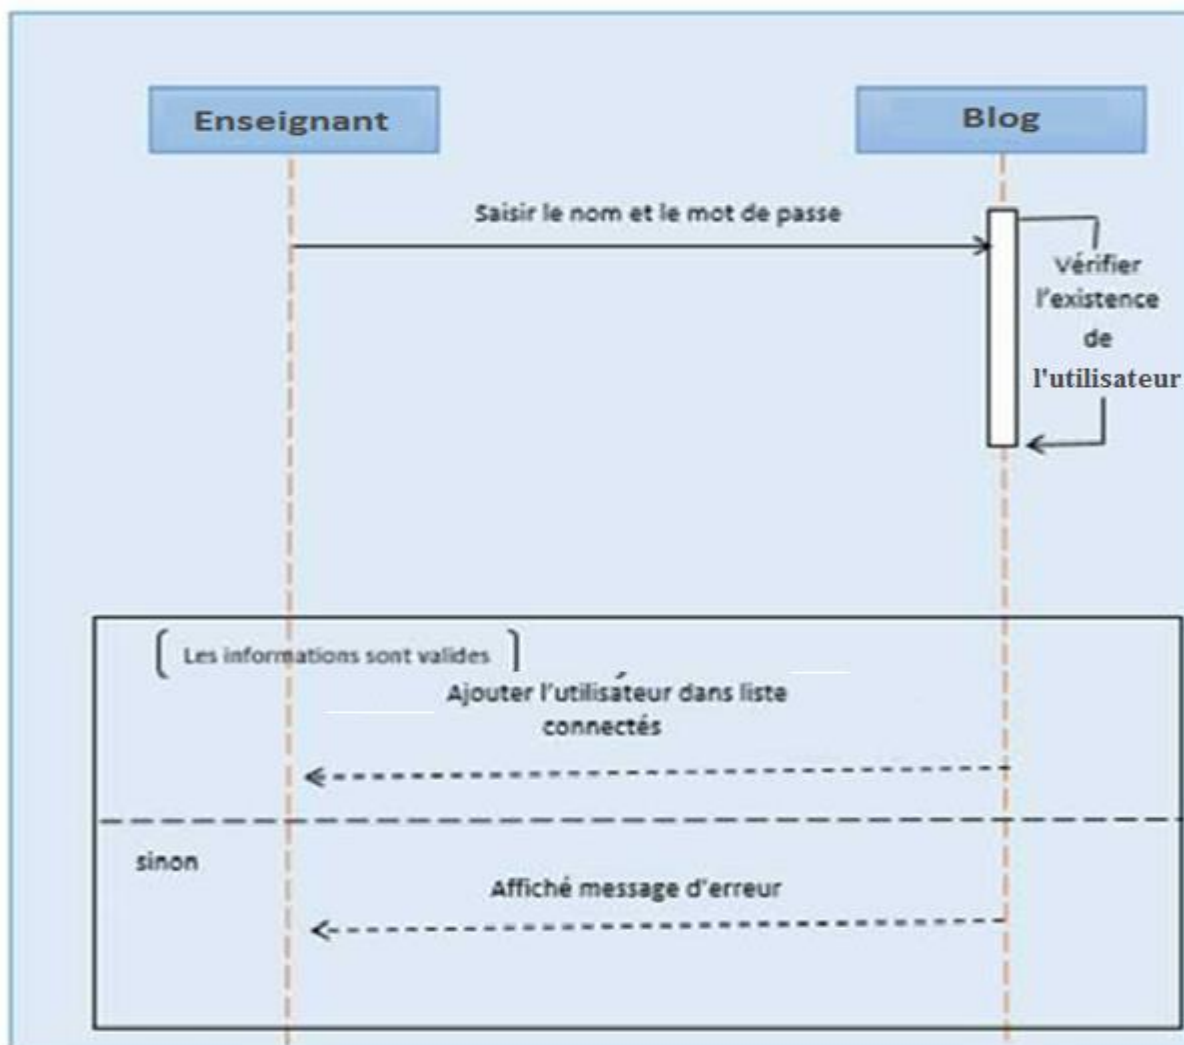 Enseignant
Blog
Saisir le nom et le mot de passe
Vérifier
l'existence
de
l'utilisateur
Les informations sont valides
Ajouter l'utilisateur dans liste
connectés
sinon
Affiché message d'erreur